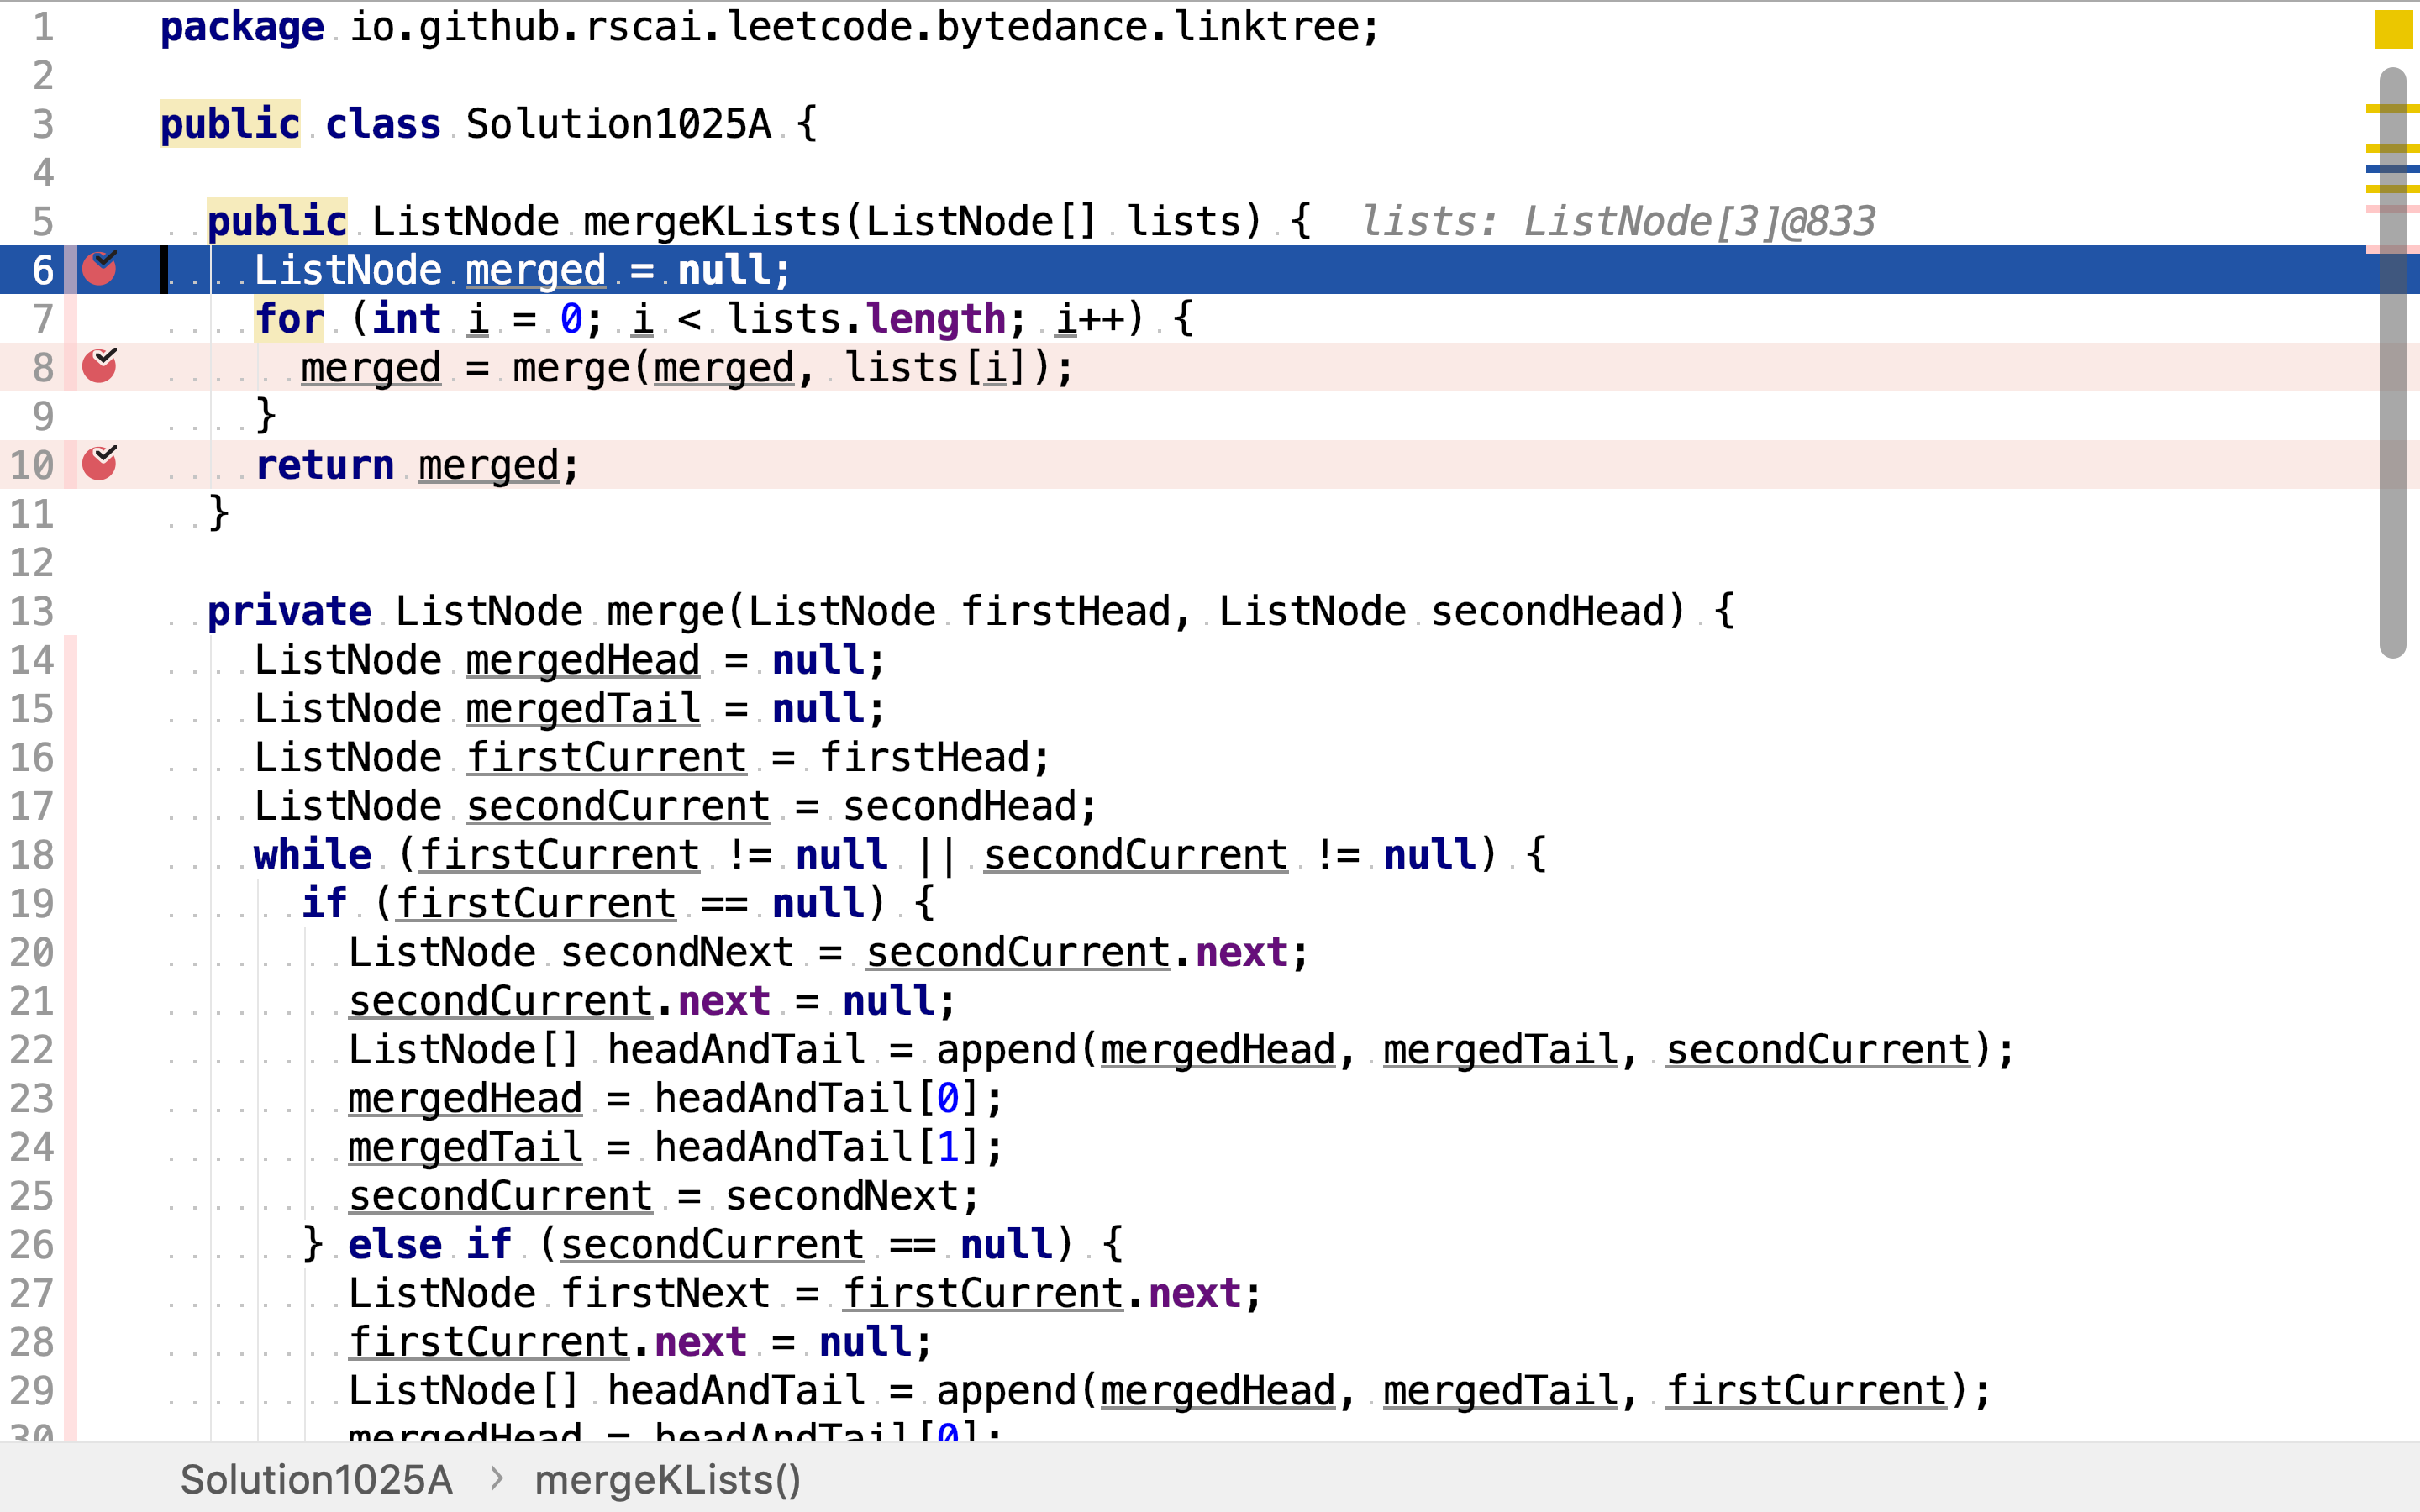 1 package io.github.rscai.leetcode.bytedance.linktree;
2
3 public class Solution1025A {
4
5 public ListNode mergeKLists(ListNode[] lists) { lists: ListNode[3]@833
6 ListNode merged = null;
7 for (int i = 0; i < lists.length; i++) {
8 merged = merge(merged, lists[i]);
9 }
10 return merged;
11 }
12
13 private ListNode merge(ListNode firstHead, ListNode secondHead) {
14 ListNode mergedHead = null;
15 ListNode mergedTail = null;
16 ListNode firstCurrent = firstHead;
17 ListNode secondCurrent = secondHead;
18 while (firstCurrent != null || secondCurrent != null) {
19 if (firstCurrent == null) {
20 ListNode secondNext = secondCurrent.next;
21 secondCurrent.next = null;
22 ListNode[] headAndTail = append(mergedHead, mergedTail, secondCurrent);
23 mergedHead = headAndTail[0];
24 mergedTail = headAndTail[1];
25 secondCurrent = secondNext;
26 } else if (secondCurrent == null) {
27 ListNode firstNext = firstCurrent.next;
28 firstCurrent.next = null;
29 ListNode[] headAndTail = append(mergedHead, mergedTail, firstCurrent);
30 mergedHead = headAndTail[0];
Solution1025A > mergeKLists()